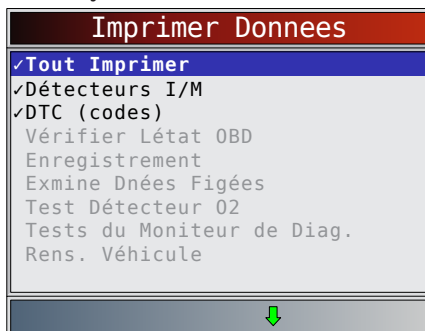 Imprimer Donnees
✓Tout Imprimer
✓Détecteurs I/M
✓DTC (codes)
Vérifier Létat OBD
Enregistrement
Exmine Dnées Figées
Test Détecteur O2
Tests du Moniteur de Diag.
Rens. Véhicule